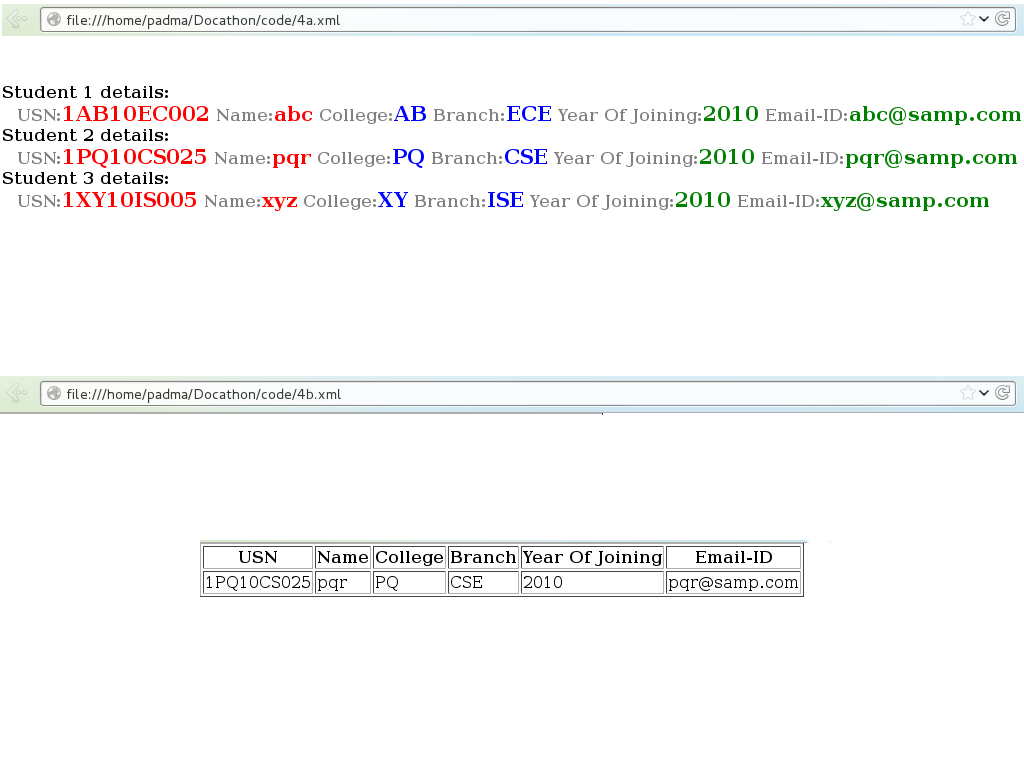 file:///home/padma/Docathon/code/4a.xml
Student 1 details:
USN:1AB10EC002 Name:abc College:AB Branch:ECE Year Of Joining:2010 Email-ID:abc@samp.com
Student 2 details:
USN:1PQ10CS025 Name:pqr College:PQ Branch:CSE Year Of Joining:2010 Email-ID:pqr@samp.com
Student 3 details:
USN:1XY10IS005 Name:xyz College:XY Branch:ISE Year Of Joining:2010 Email-ID:xyz@samp.com
file:///home/padma/Docathon/code/4b.xml
USN Name College Branch Year Of Joining Email-ID
1PQ10CS025 pqr PQ CSE 2010 pqr@samp.com